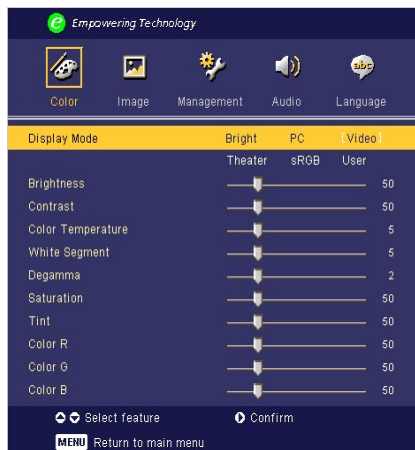 e Empowering Technology
abc
Color Image Management Audio Language
Display Mode Bright PC [Video]
Theater sRGB User
Brightness 50
Contrast 50
Color Temperature 5
White Segment 5
Degamma 2
Saturation 50
Tint 50
Color R 50
Color G 50
Color B 50
Select feature Confirm
MENU Return to main menu